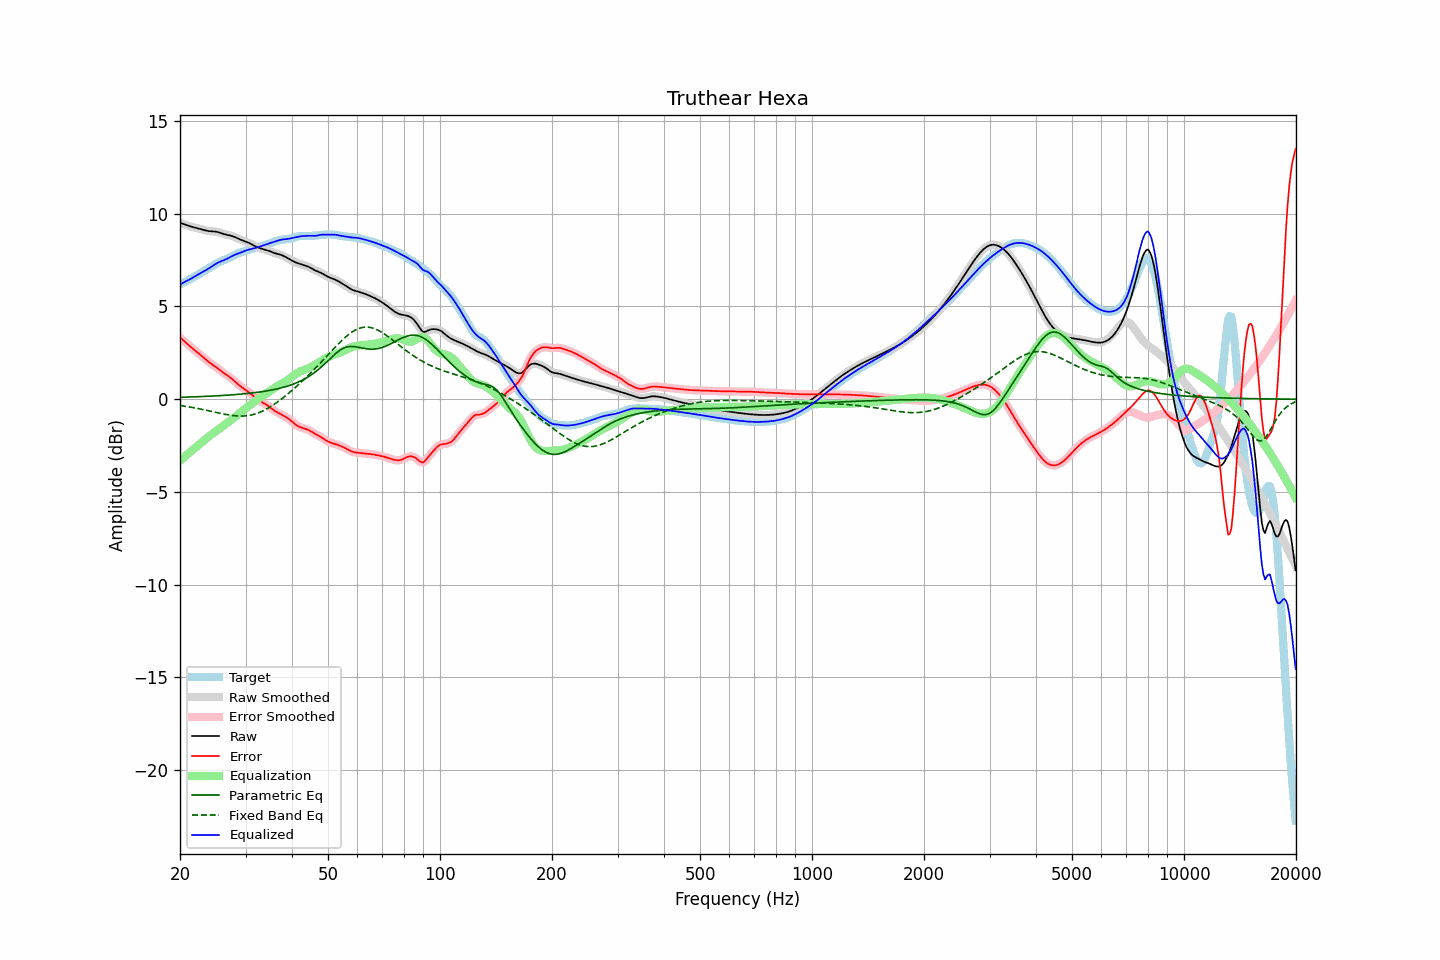 Truthear Hexa
15
10
5
0
−5
−10
−15
−20
Amplitude (dBr)
Target
Raw Smoothed
Error Smoothed
Raw
Error
Equalization
Parametric Eq
Fixed Band Eq
Equalized
20 50 100 200 500 1000 2000 5000 10000 20000
Frequency (Hz)